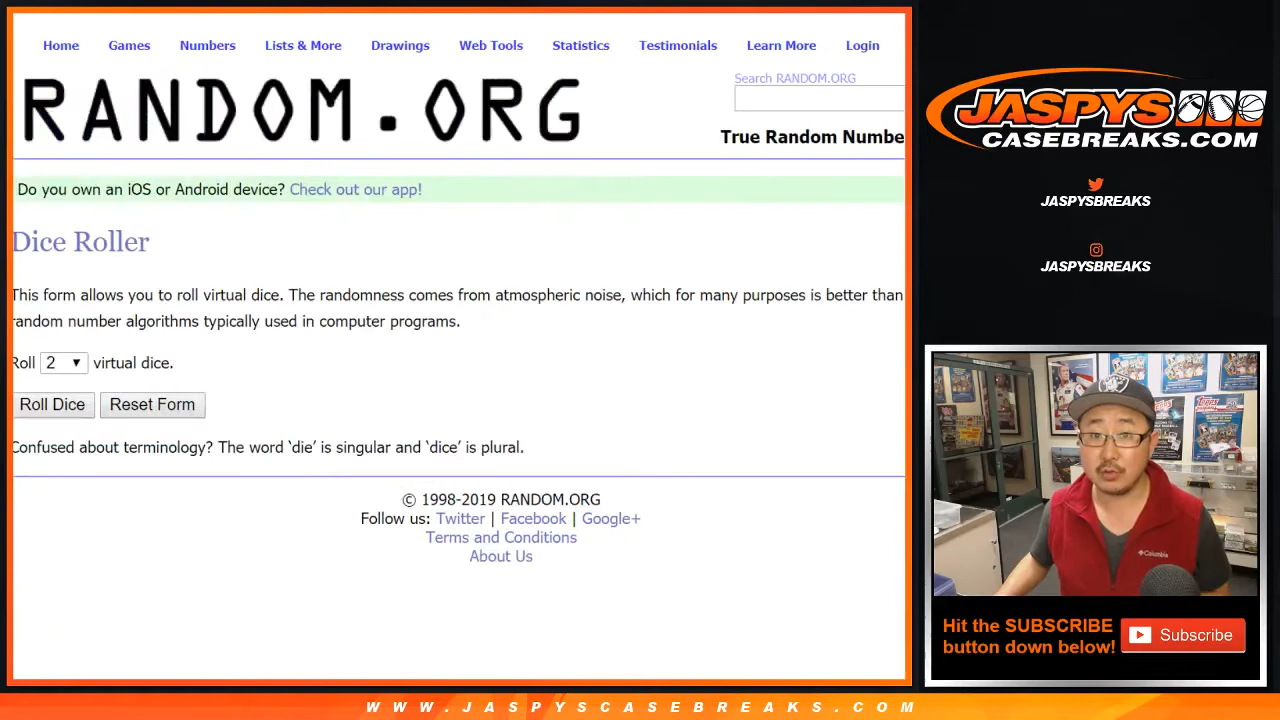 Home Games Numbers Lists & More Drawings Web Tools Statistics Testimonials Learn More Login
RANDOM.ORG
Search RANDOM.ORG
True Random Numbe
Do you own an iOS or Android device? Check out our app!
Dice Roller
This form allows you to roll virtual dice. The randomness comes from atmospheric noise, which for many purposes is better than
random number algorithms typically used in computer programs.
Roll 2 ▼ virtual dice.
Roll Dice Reset Form
Confused about terminology? The word ‘die’ is singular and ‘dice’ is plural.
© 1998-2019 RANDOM.ORG
Follow us: Twitter | Facebook | Google+
Terms and Conditions
About Us
JASPYS
CASEBREAKS.COM
JASPYSBREAKS
JASPYSBREAKS
Columbia
Hit the SUBSCRIBE
button down below!
Subscribe
WWW.JASPYSCASEBREAKS.COM